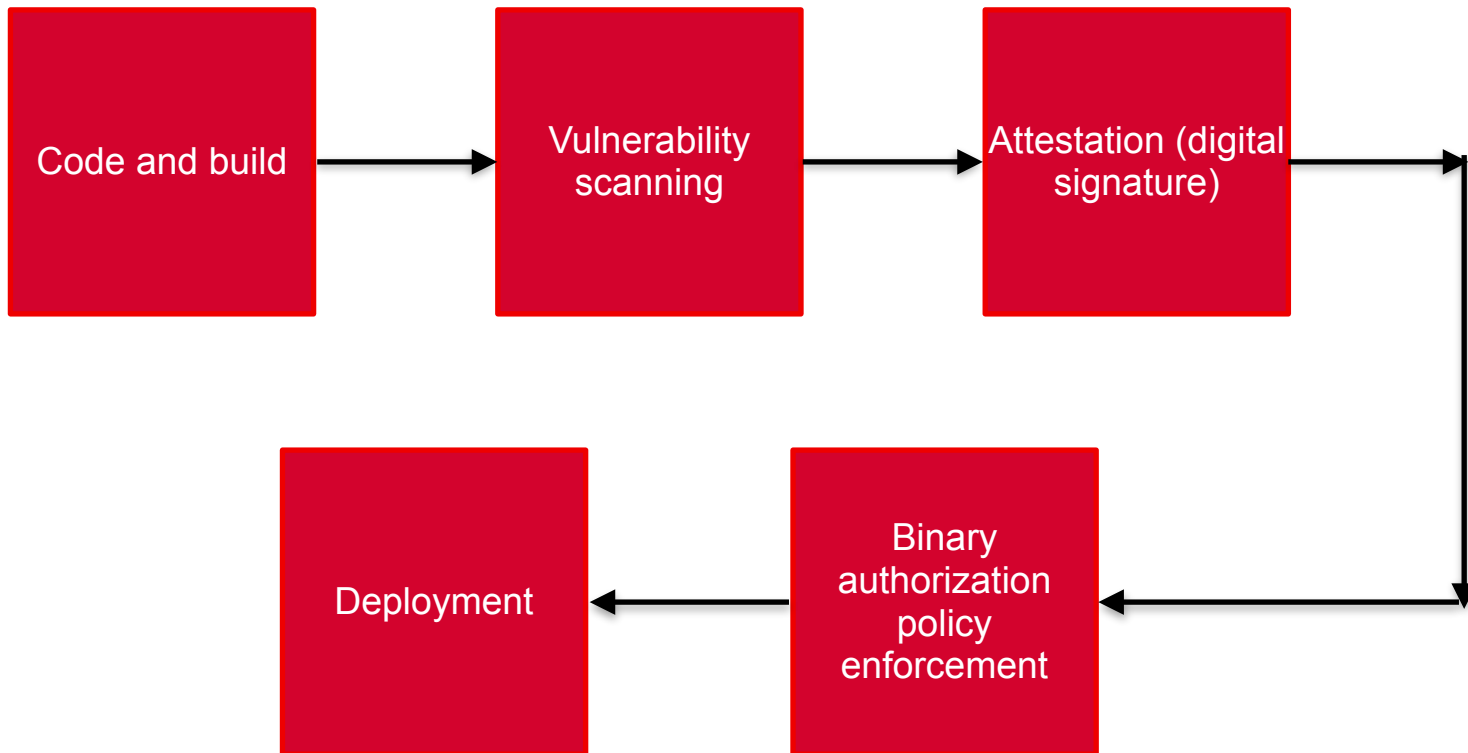 Code and build
Vulnerability
scanning
Attestation (digital
signature)
Deployment
Binary
authorization
policy
enforcement